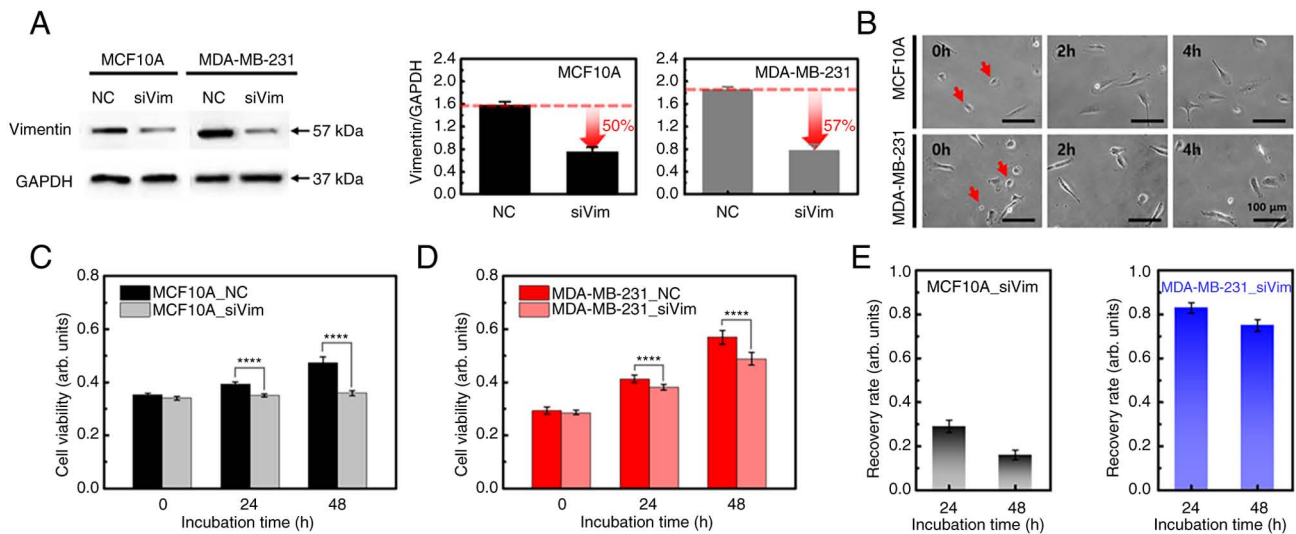 A
MCF10A MDA-MB-231
NC siVim NC siVim
Vimentin 57 kDa
GAPDH 37 kDa
Vimentin/GAPDH
2.4
2.0
1.6
1.2
0.8
0.4
0.0
MCF10A
50%
NC siVim
2.4
2.0
1.6
1.2
0.8
0.4
0.0
MDA-MB-231
57%
NC siVim
B
MCF10A
0h 2h 4h
MDA-MB-231
0h 2h 4h
100 µm
C
Cell viability (arb. units)
0.8
0.6
0.4
0.2
0.0
MCF10A_NC
MCF10A_siVim
**** ****
0 24 48
Incubation time (h)
D
Cell viability (arb. units)
0.8
0.6
0.4
0.2
0.0
MDA-MB-231_NC
MDA-MB-231_siVim
**** ****
0 24 48
Incubation time (h)
E
Recovery rate (arb. units)
1.0
0.8
0.6
0.4
0.2
0.0
MCF10A_siVim
24 48
Incubation time (h)
Recovery rate (arb. units)
1.0
0.8
0.6
0.4
0.2
0.0
MDA-MB-231_siVim
24 48
Incubation time (h)